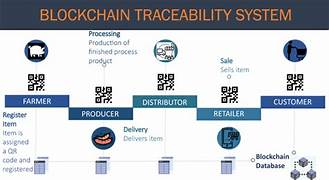 BLOCKCHAIN TRACEABILITY SYSTEM
Processing
Production of
finished process
product
Sale
Sells item
FARMER
DISTRIBUTOR
CUSTOMER
PRODUCER
RETAILER
Register
Item
Item is
assigned a
QR
code and
registered
Delivery
Delivers item
Blockchain
Database